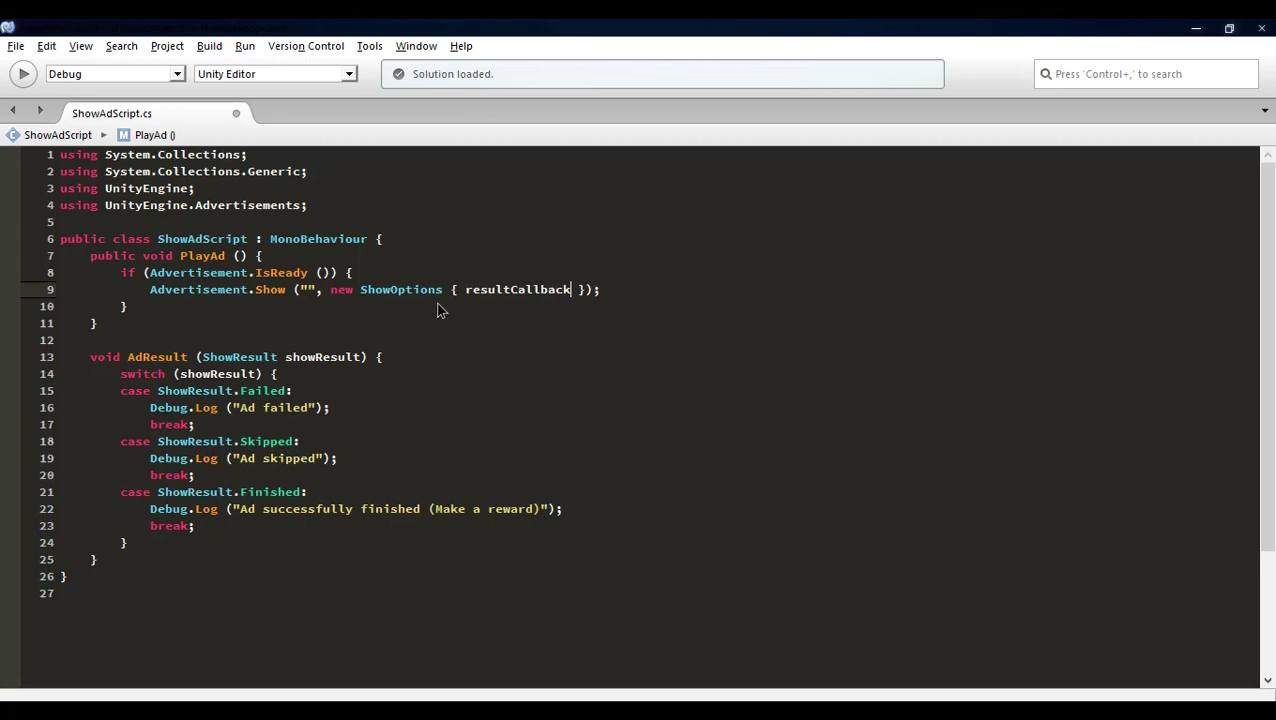 File Edit View Search Project Build Run Version Control Tools Window Help
Debug Unity Editor Solution loaded. Press 'Control+,' to search
ShowAdScript.cs
ShowAdScript PlayAd ()
1 using System.Collections;
2 using System.Collections.Generic;
3 using UnityEngine;
4 using UnityEngine.Advertisements;
5
6 public class ShowAdScript : MonoBehaviour {
7 public void PlayAd () {
8 if (Advertisement.IsReady ()) {
9 Advertisement.Show ("", new ShowOptions { resultCallback });
10 }
11 }
12
13 void AdResult (ShowResult showResult) {
14 switch (showResult) {
15 case ShowResult.Failed:
16 Debug.Log ("Ad failed");
17 break;
18 case ShowResult.Skipped:
19 Debug.Log ("Ad skipped");
20 break;
21 case ShowResult.Finished:
22 Debug.Log ("Ad successfully finished (Make a reward)");
23 break;
24 }
25 }
26 }
27